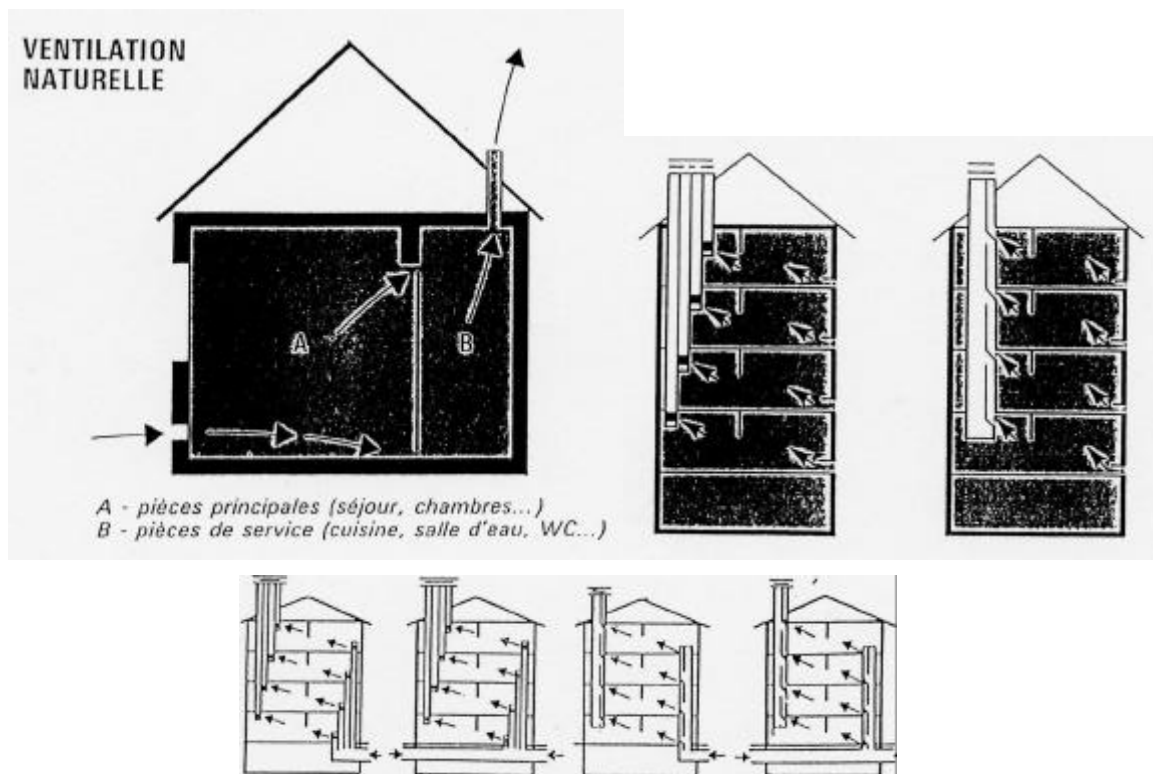 VENTILATION
NATURELLE
A
B
A - pièces principales (séjour, chambres...)
B - pièces de service (cuisine, salle d'eau, WC...)